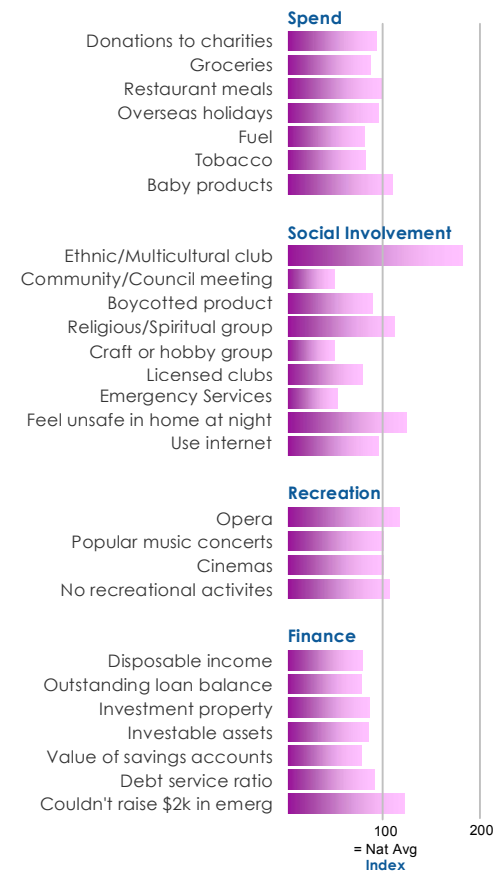 Spend
Donations to charities
Groceries
Restaurant meals
Overseas holidays
Fuel
Tobacco
Baby products
Social Involvement
Ethnic/Multicultural club
Community/Council meeting
Boycotted product
Religious/Spiritual group
Craft or hobby group
Licensed clubs
Emergency Services
Feel unsafe in home at night
Use internet
Recreation
Opera
Popular music concerts
Cinemas
No recreational activites
Finance
Disposable income
Outstanding loan balance
Investment property
Investable assets
Value of savings accounts
Debt service ratio
Couldn't raise $2k in emerg
100 200
= Nat Avg
Index